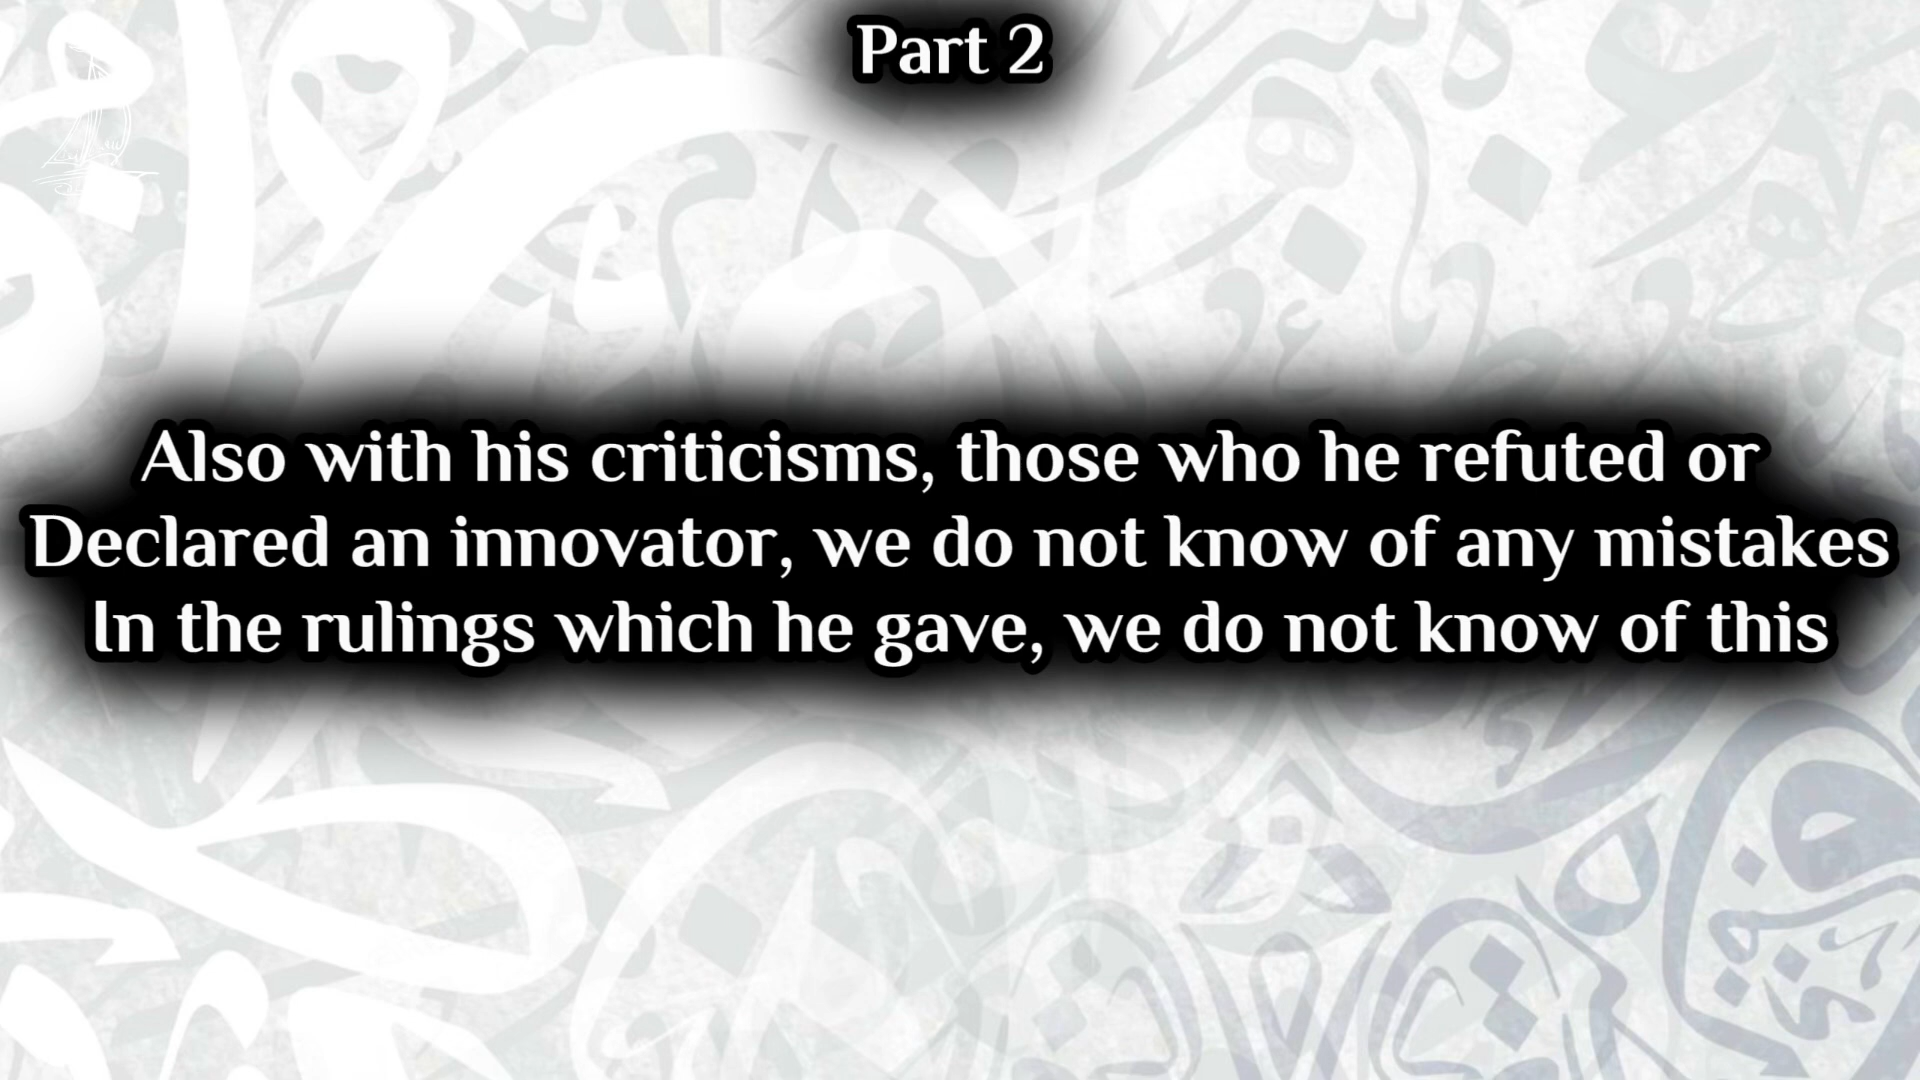 Part 2
Also with his criticisms, those who he refuted or
Declared an innovator, we do not know of any mistakes
In the rulings which he gave, we do not know of this